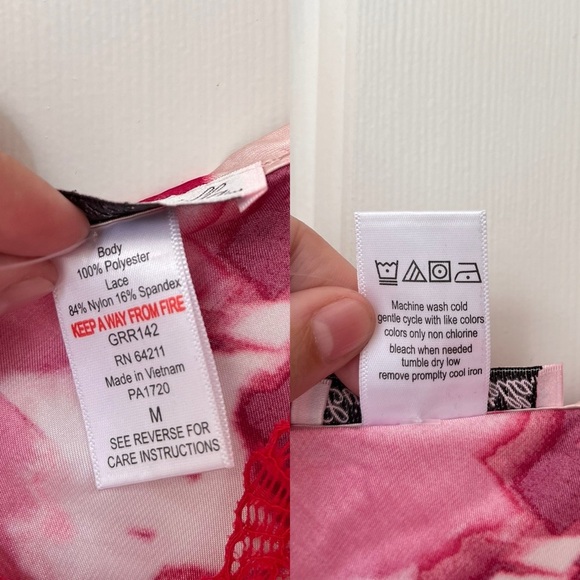 Body
100% Polyester
Lace
84% Nylon 16% Spandex
KEEP AWAY FROM FIRE
GRR142
RN 64211
Made in Vietnam
PA1720
M
SEE REVERSE FOR
CARE INSTRUCTIONS
Machine wash cold
gentle cycle with like colors
colors only non chlorine
bleach when needed
tumble dry low
remove promplty cool iron